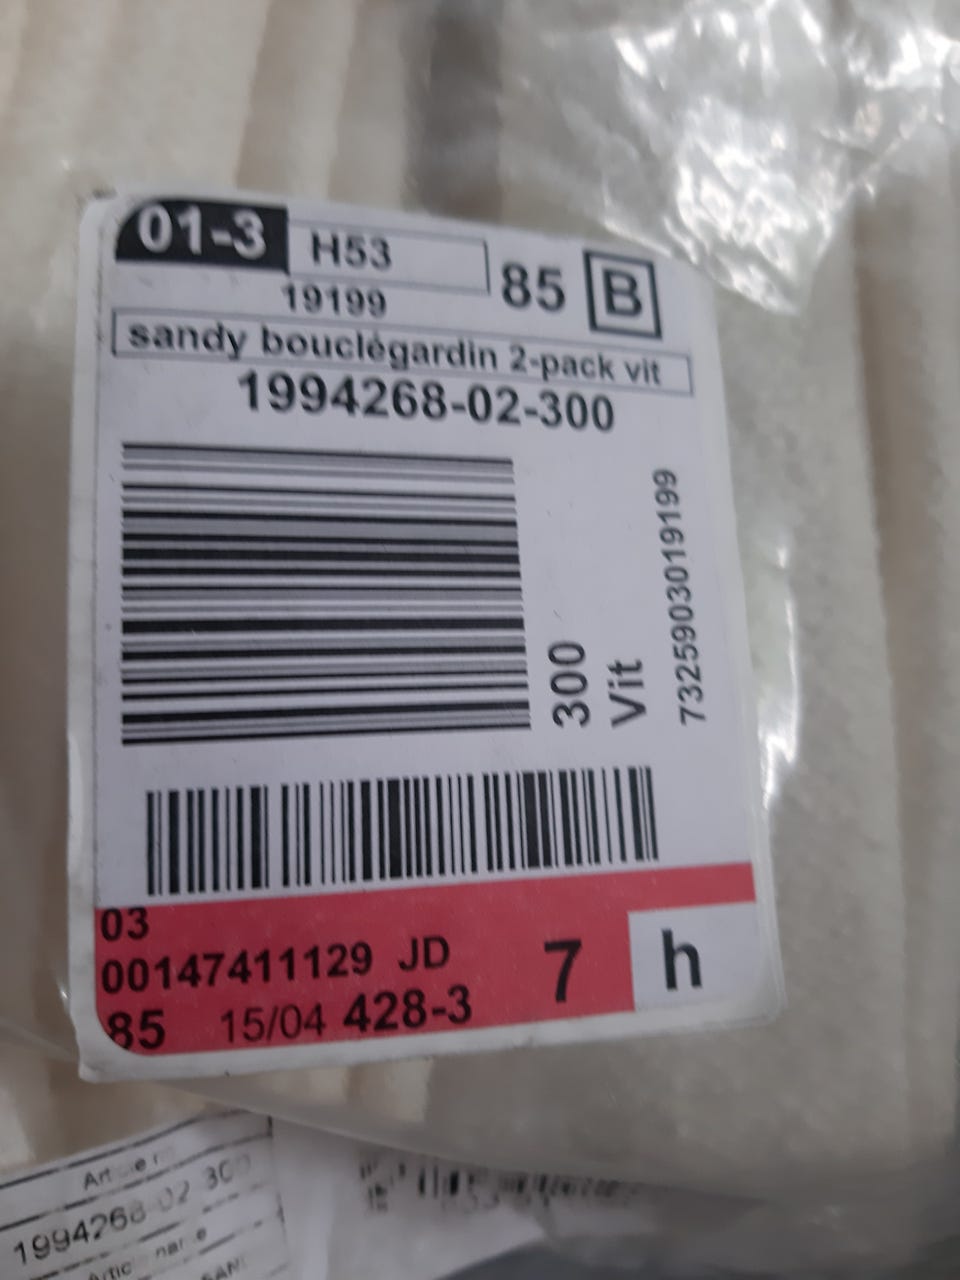 01-3 H53 85 B
19199
sandy bouclégardin 2-pack vit
1994268-02-300
300
Vit
7325903019199
03
00147411129 JD 7 h
85 15/04 428-3
1994268-02 300